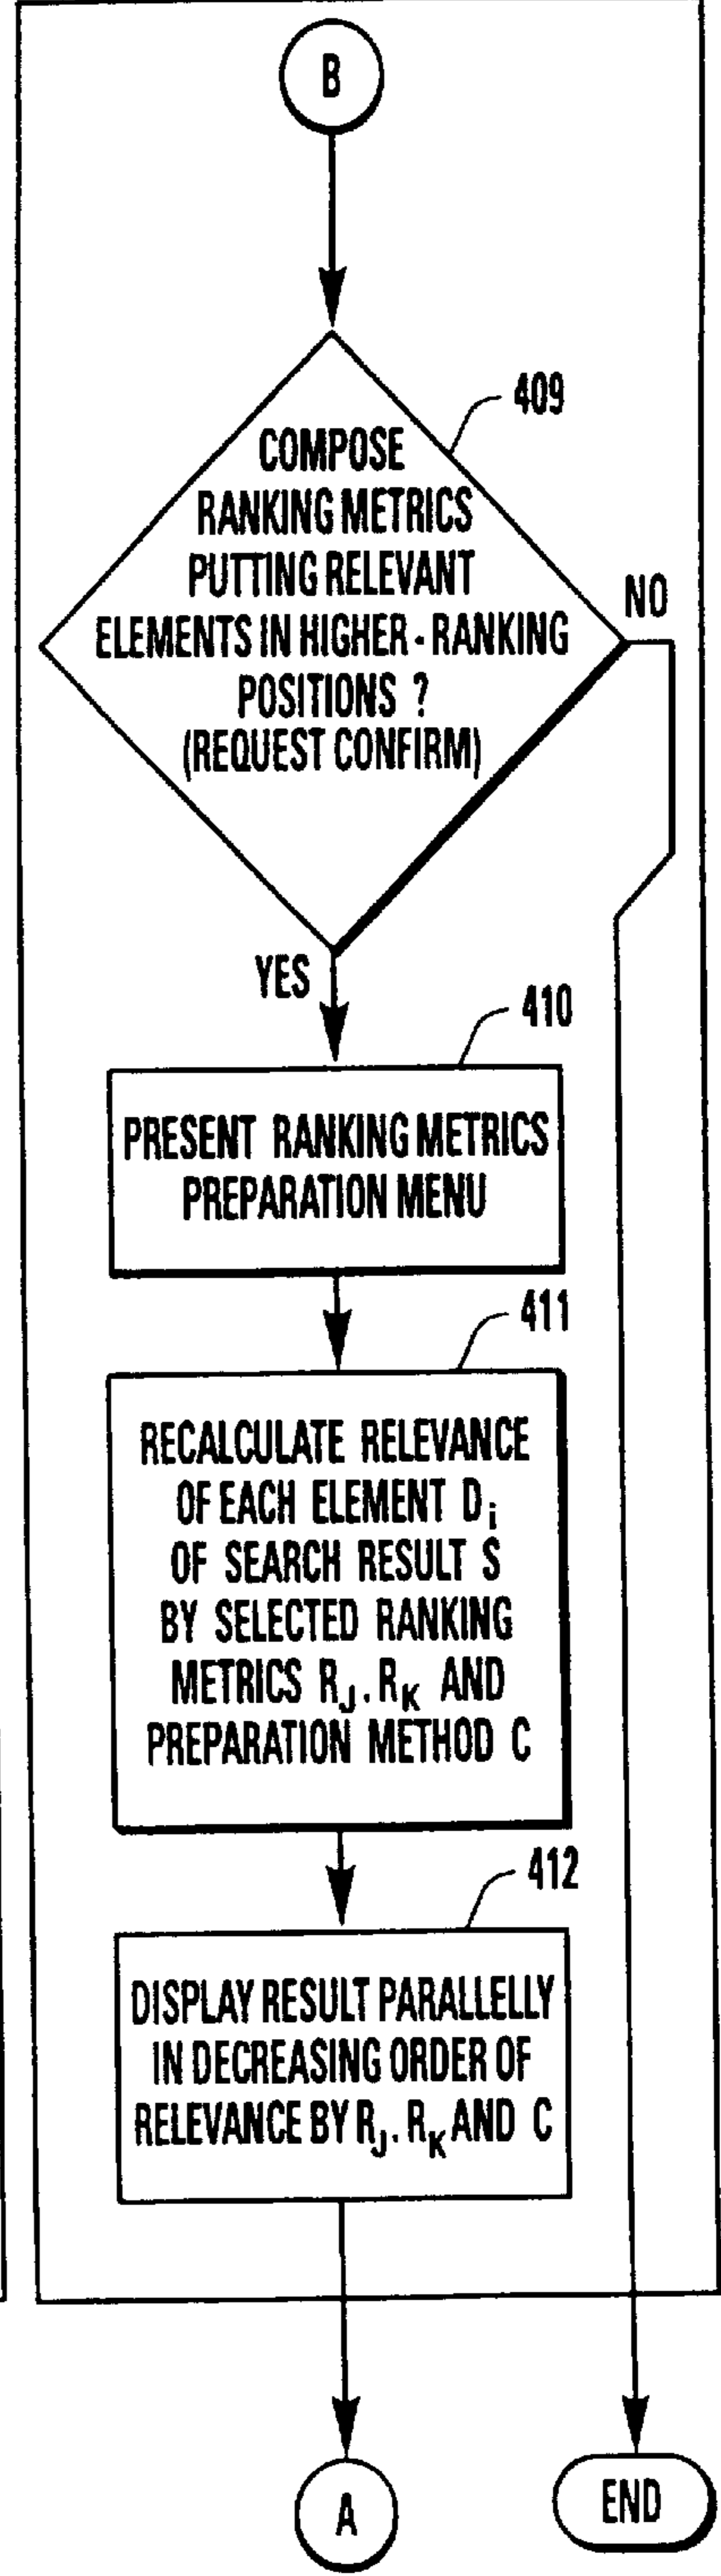 B
409
COMPOSE
RANKING METRICS
PUTTING RELEVANT
ELEMENTS IN HIGHER-RANKING
POSITIONS ?
(REQUEST CONFIRM)
NO
YES
410
PRESENT RANKING METRICS
PREPARATION MENU
411
RECALCULATE RELEVANCE
OF EACH ELEMENT Di
OF SEARCH RESULT S
BY SELECTED RANKING
METRICS RJ. RK AND
PREPARATION METHOD C
412
DISPLAY RESULT PARALLELLY
IN DECREASING ORDER OF
RELEVANCE BY RJ. RK AND C
A
END